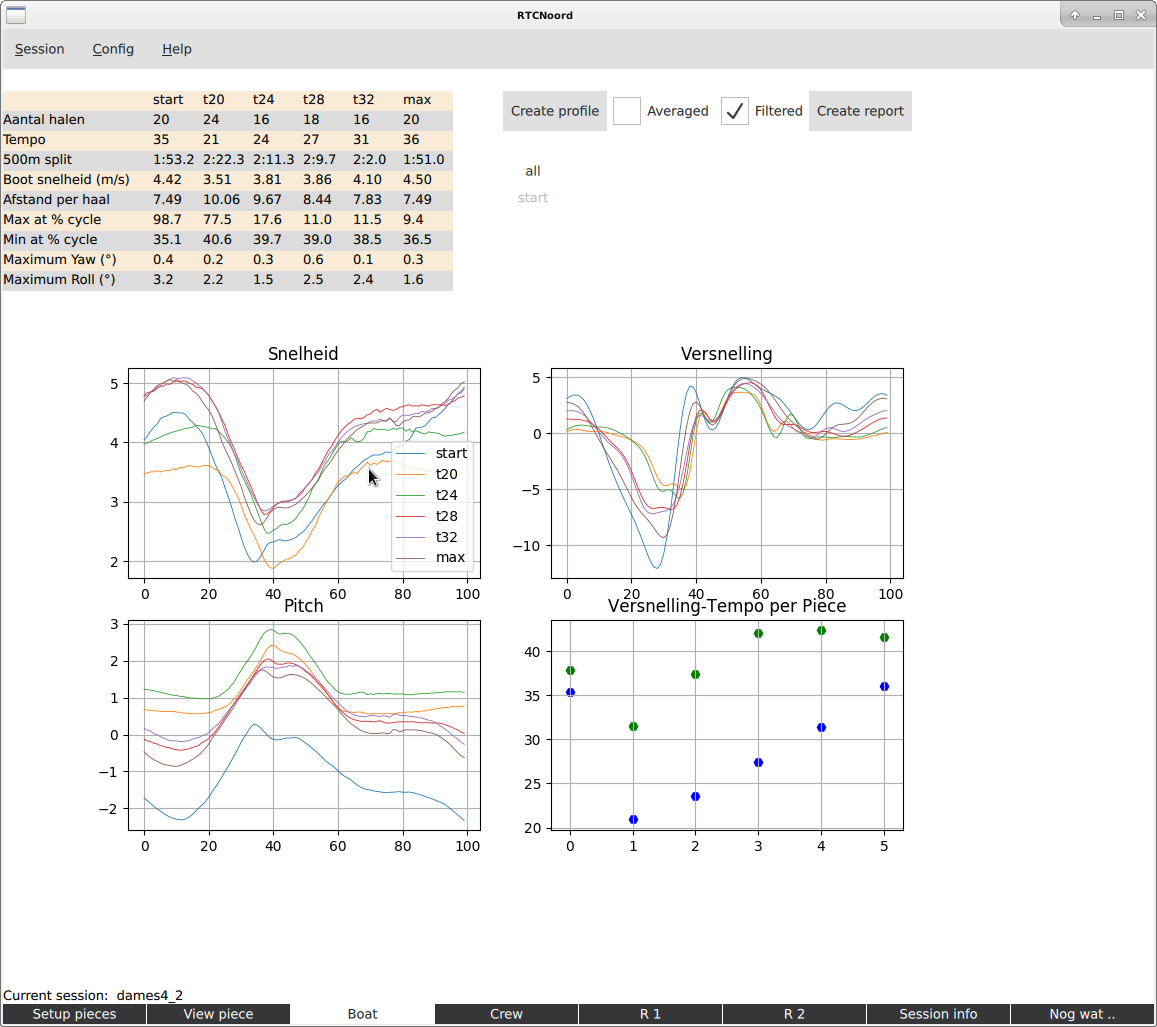 RTCNoord
Session Config Help
start t20 t24 t28 t32 max
Aantal halen 20 24 16 18 16 20
Tempo 35 21 24 27 31 36
500m split 1:53.2 2:22.3 2:11.3 2:9.7 2:2.0 1:51.0
Boot snelheid (m/s) 4.42 3.51 3.81 3.86 4.10 4.50
Afstand per haal 7.49 10.06 9.67 8.44 7.83 7.49
Max at % cycle 98.7 77.5 17.6 11.0 11.5 9.4
Min at % cycle 35.1 40.6 39.7 39.0 38.5 36.5
Maximum Yaw (°) 0.4 0.2 0.3 0.6 0.1 0.3
Maximum Roll (°) 3.2 2.2 1.5 2.5 2.4 1.6
Create profile Averaged Filtered Create report
all
start
Snelheid
5
4
3
2
0 20 40 60 80 100
start
t20
t24
t28
t32
max
Versnelling
5
0
−5
−10
0 20 40 60 80 100
Pitch
3
2
1
0
−1
−2
0 20 40 60 80 100
Versnelling-Tempo per Piece
40
35
30
25
20
0 1 2 3 4 5
Current session: dames4_2
Setup pieces View piece Boat Crew R 1 R 2 Session info Nog wat ..